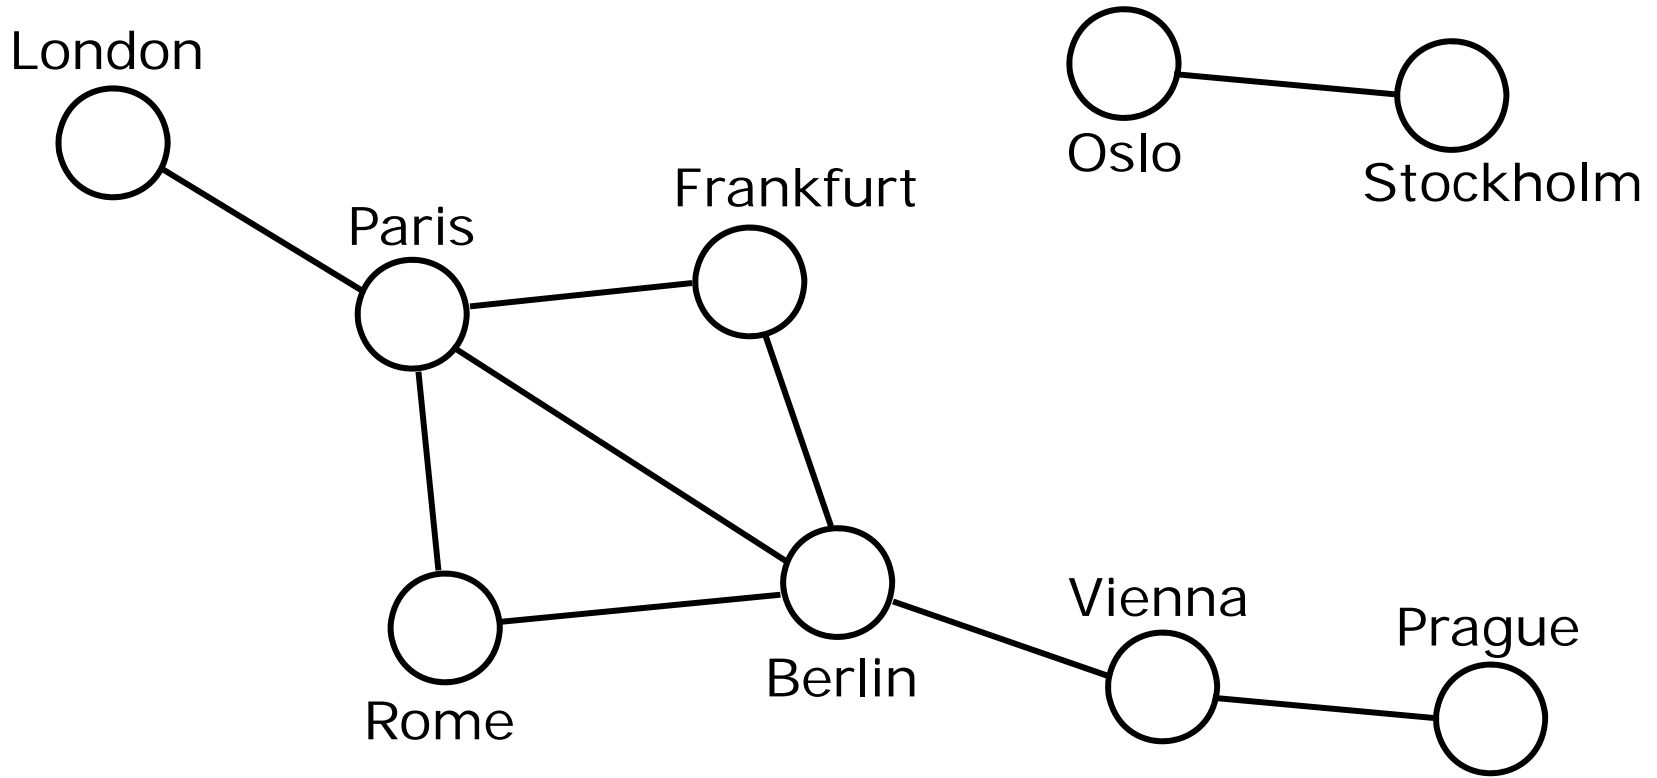 London
Oslo
Stockholm
Frankfurt
Paris
Vienna
Prague
Berlin
Rome